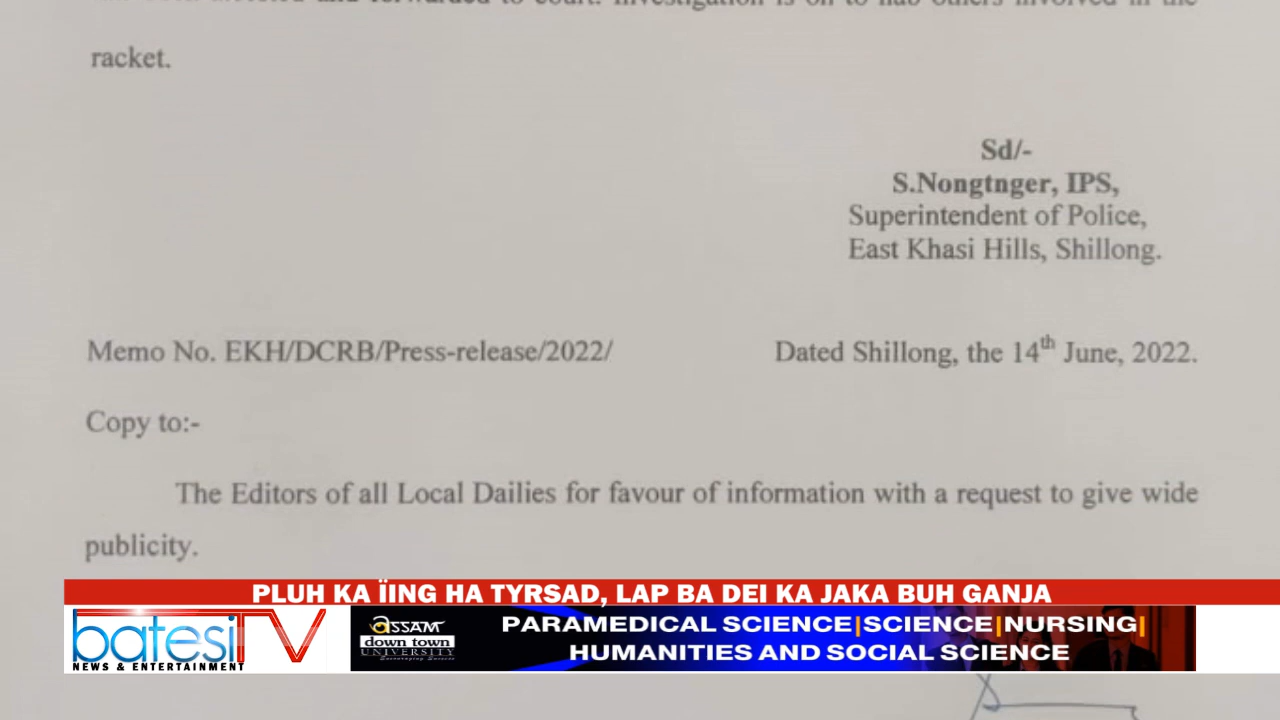 racket.
Sd/-
S.Nongtnger, IPS,
Superintendent of Police,
East Khasi Hills, Shillong.
Memo No. EKH/DCRB/Press-release/2022/
Dated Shillong, the 14th June, 2022.
Copy to:-
The Editors of all Local Dailies for favour of information with a request to give wide
publicity.
PLUH KA ÏING HA TYRSAD, LAP BA DEI KA JAKA BUH GANJA
batesi TV
NEWS & ENTERTAINMENT
ASSAM
down town
UNIVERSITY
PARAMEDICAL SCIENCE|SCIENCE|NURSING|
HUMANITIES AND SOCIAL SCIENCE